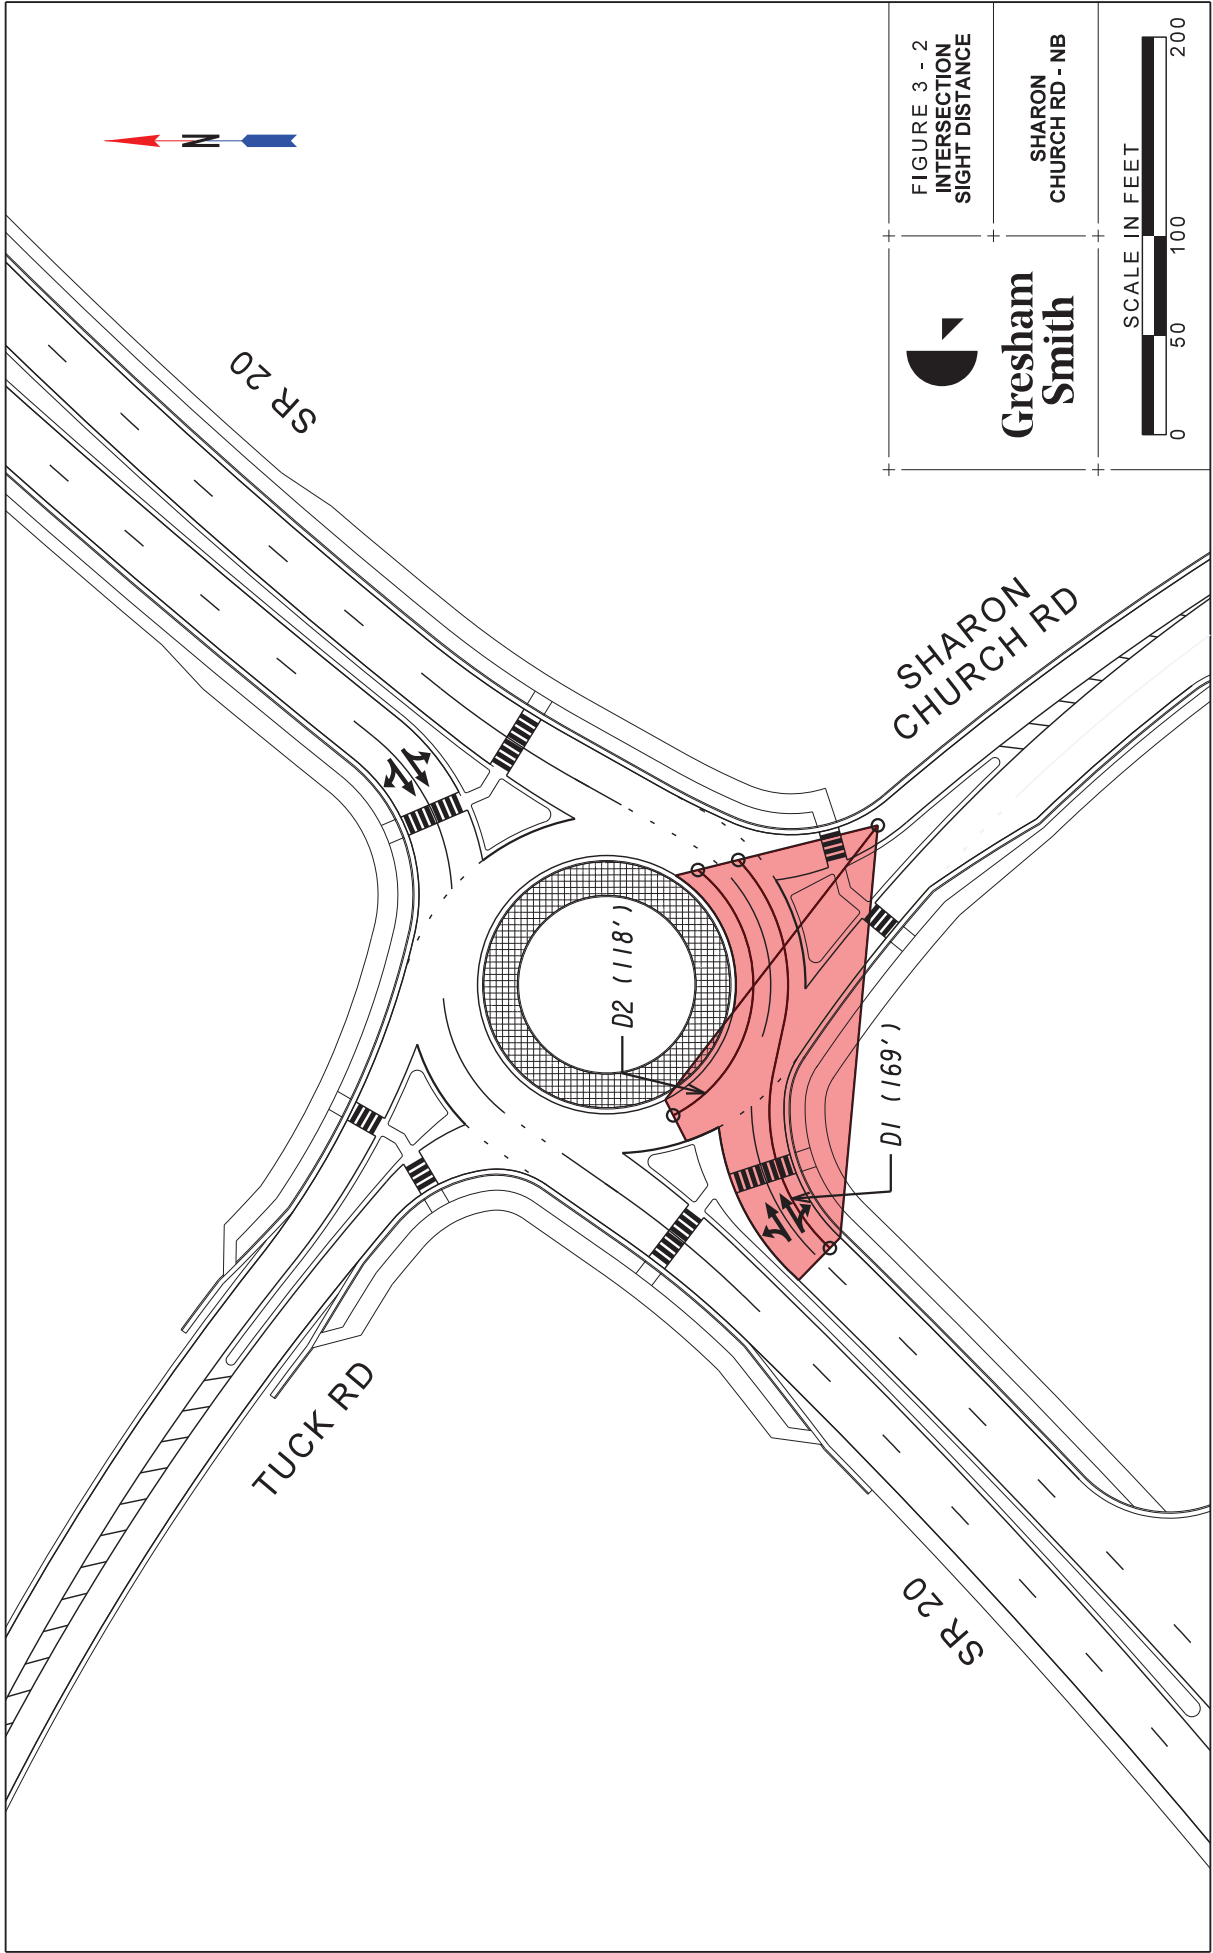 N
SR 20
FIGURE 3 - 2
INTERSECTION
SIGHT DISTANCE
SHARON
CHURCH RD - NB
Gresham
Smith
SCALE IN FEET
0 50 100 200
SHARON
CHURCH RD
D2 (118')
D1 (169')
TUCK RD
SR 20